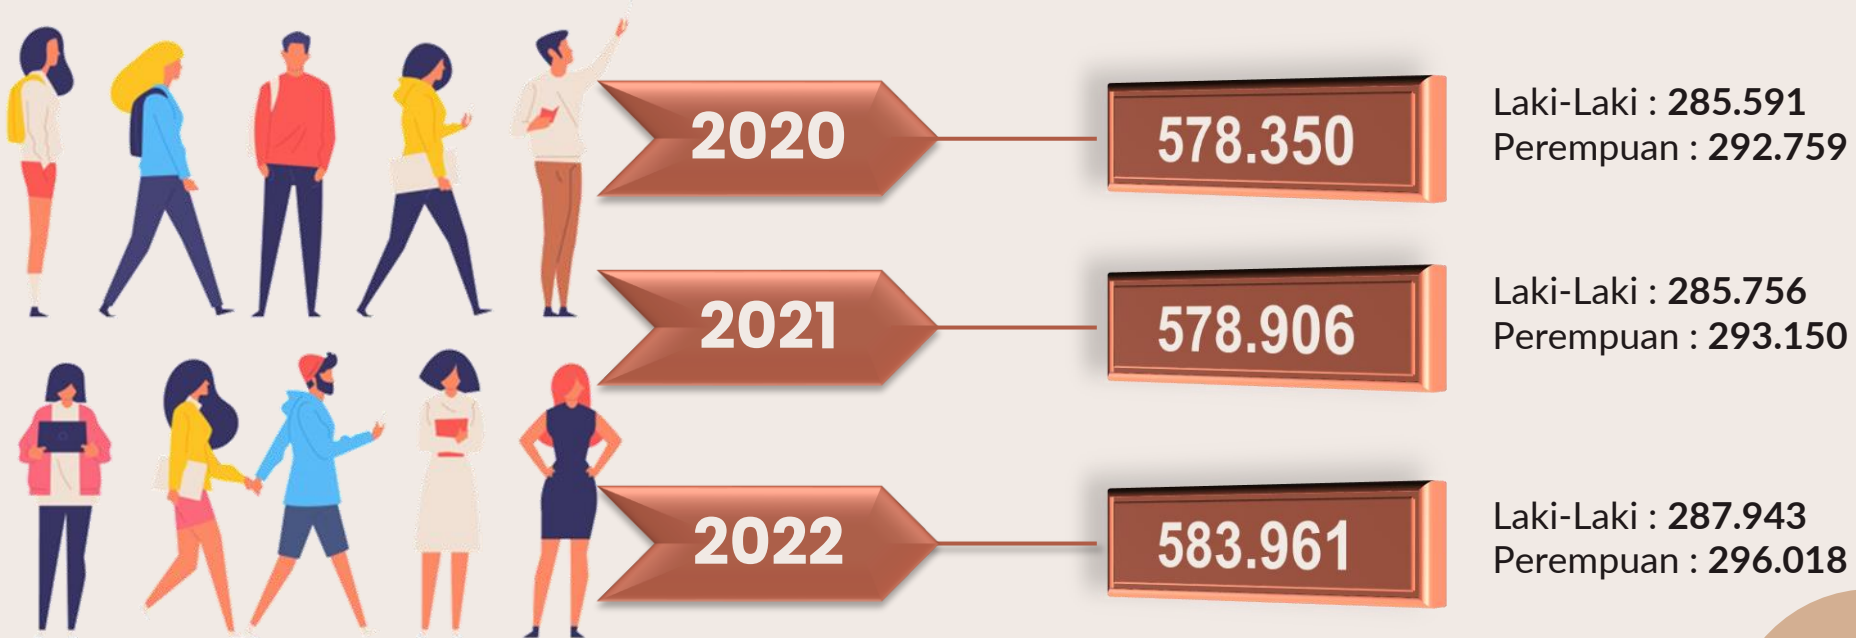 2020
578.350
Laki-Laki : 285.591
Perempuan : 292.759
2021
578.906
Laki-Laki : 285.756
Perempuan : 293.150
2022
583.961
Laki-Laki : 287.943
Perempuan : 296.018